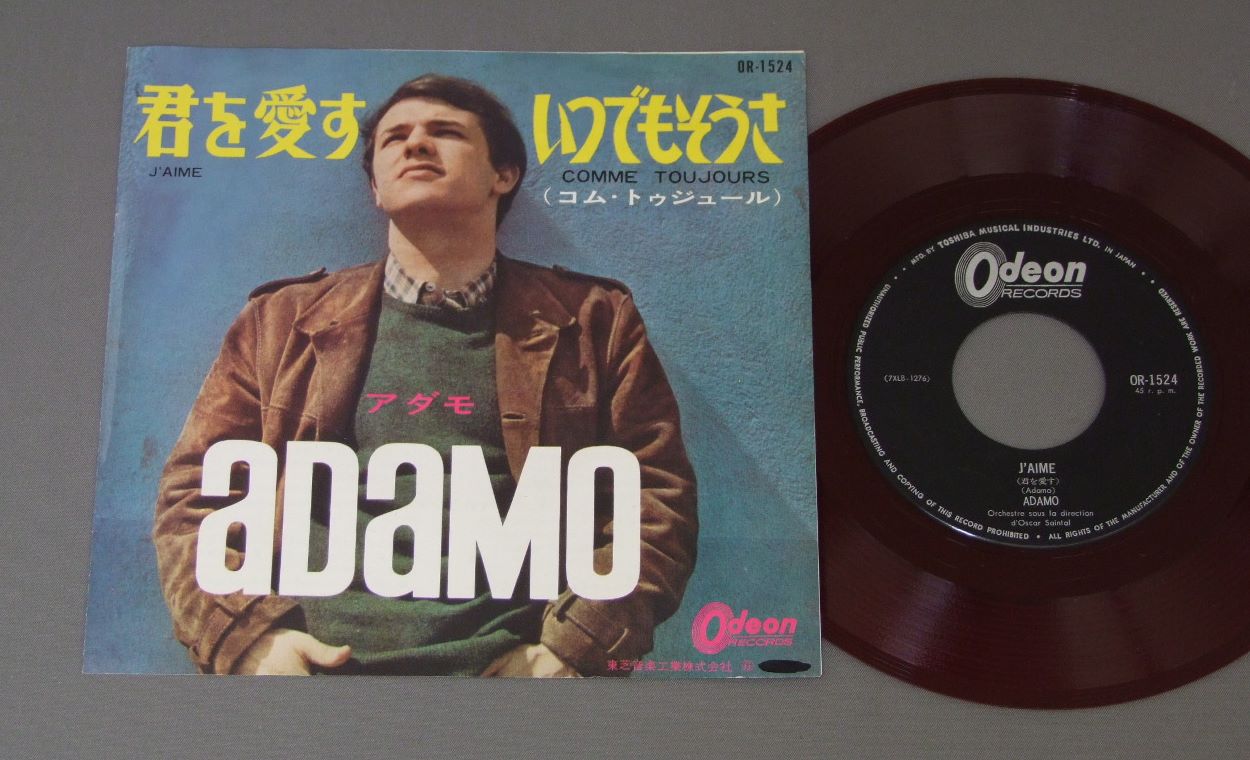 OR-1524
君を愛す
J'AIME
いつでもそうさ
COMME TOUJOURS
(コム・トゥジュール)
アダモ
aDaMO
Odeon
RECORDS
東芝音楽工業株式会社
MFD. BY TOSHIBA MUSICAL INDUSTRIES LTD. IN JAPAN
Odeon
RECORDS
(7XLB-1276)
OR-1524
45 r. p. m.
J'AIME
(君を愛す)
(Adamo)
ADAMO
Orchestre sous la direction
d'Oscar Saintal
UNAUTHORIZED PUBLIC PERFORMANCE, BROADCASTING AND COPYING OF THIS RECORD PROHIBITED • ALL RIGHTS OF THE MANUFACTURER AND OF THE OWNER OF THE RECORDED WORK ARE RESERVED